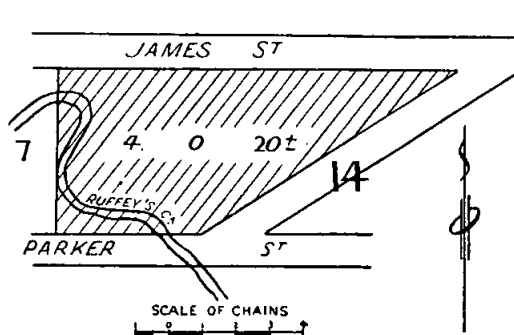 JAMES ST
7
4. 0 20±
14
RUFFEY'S CK
PARKER ST
SCALE OF CHAINS